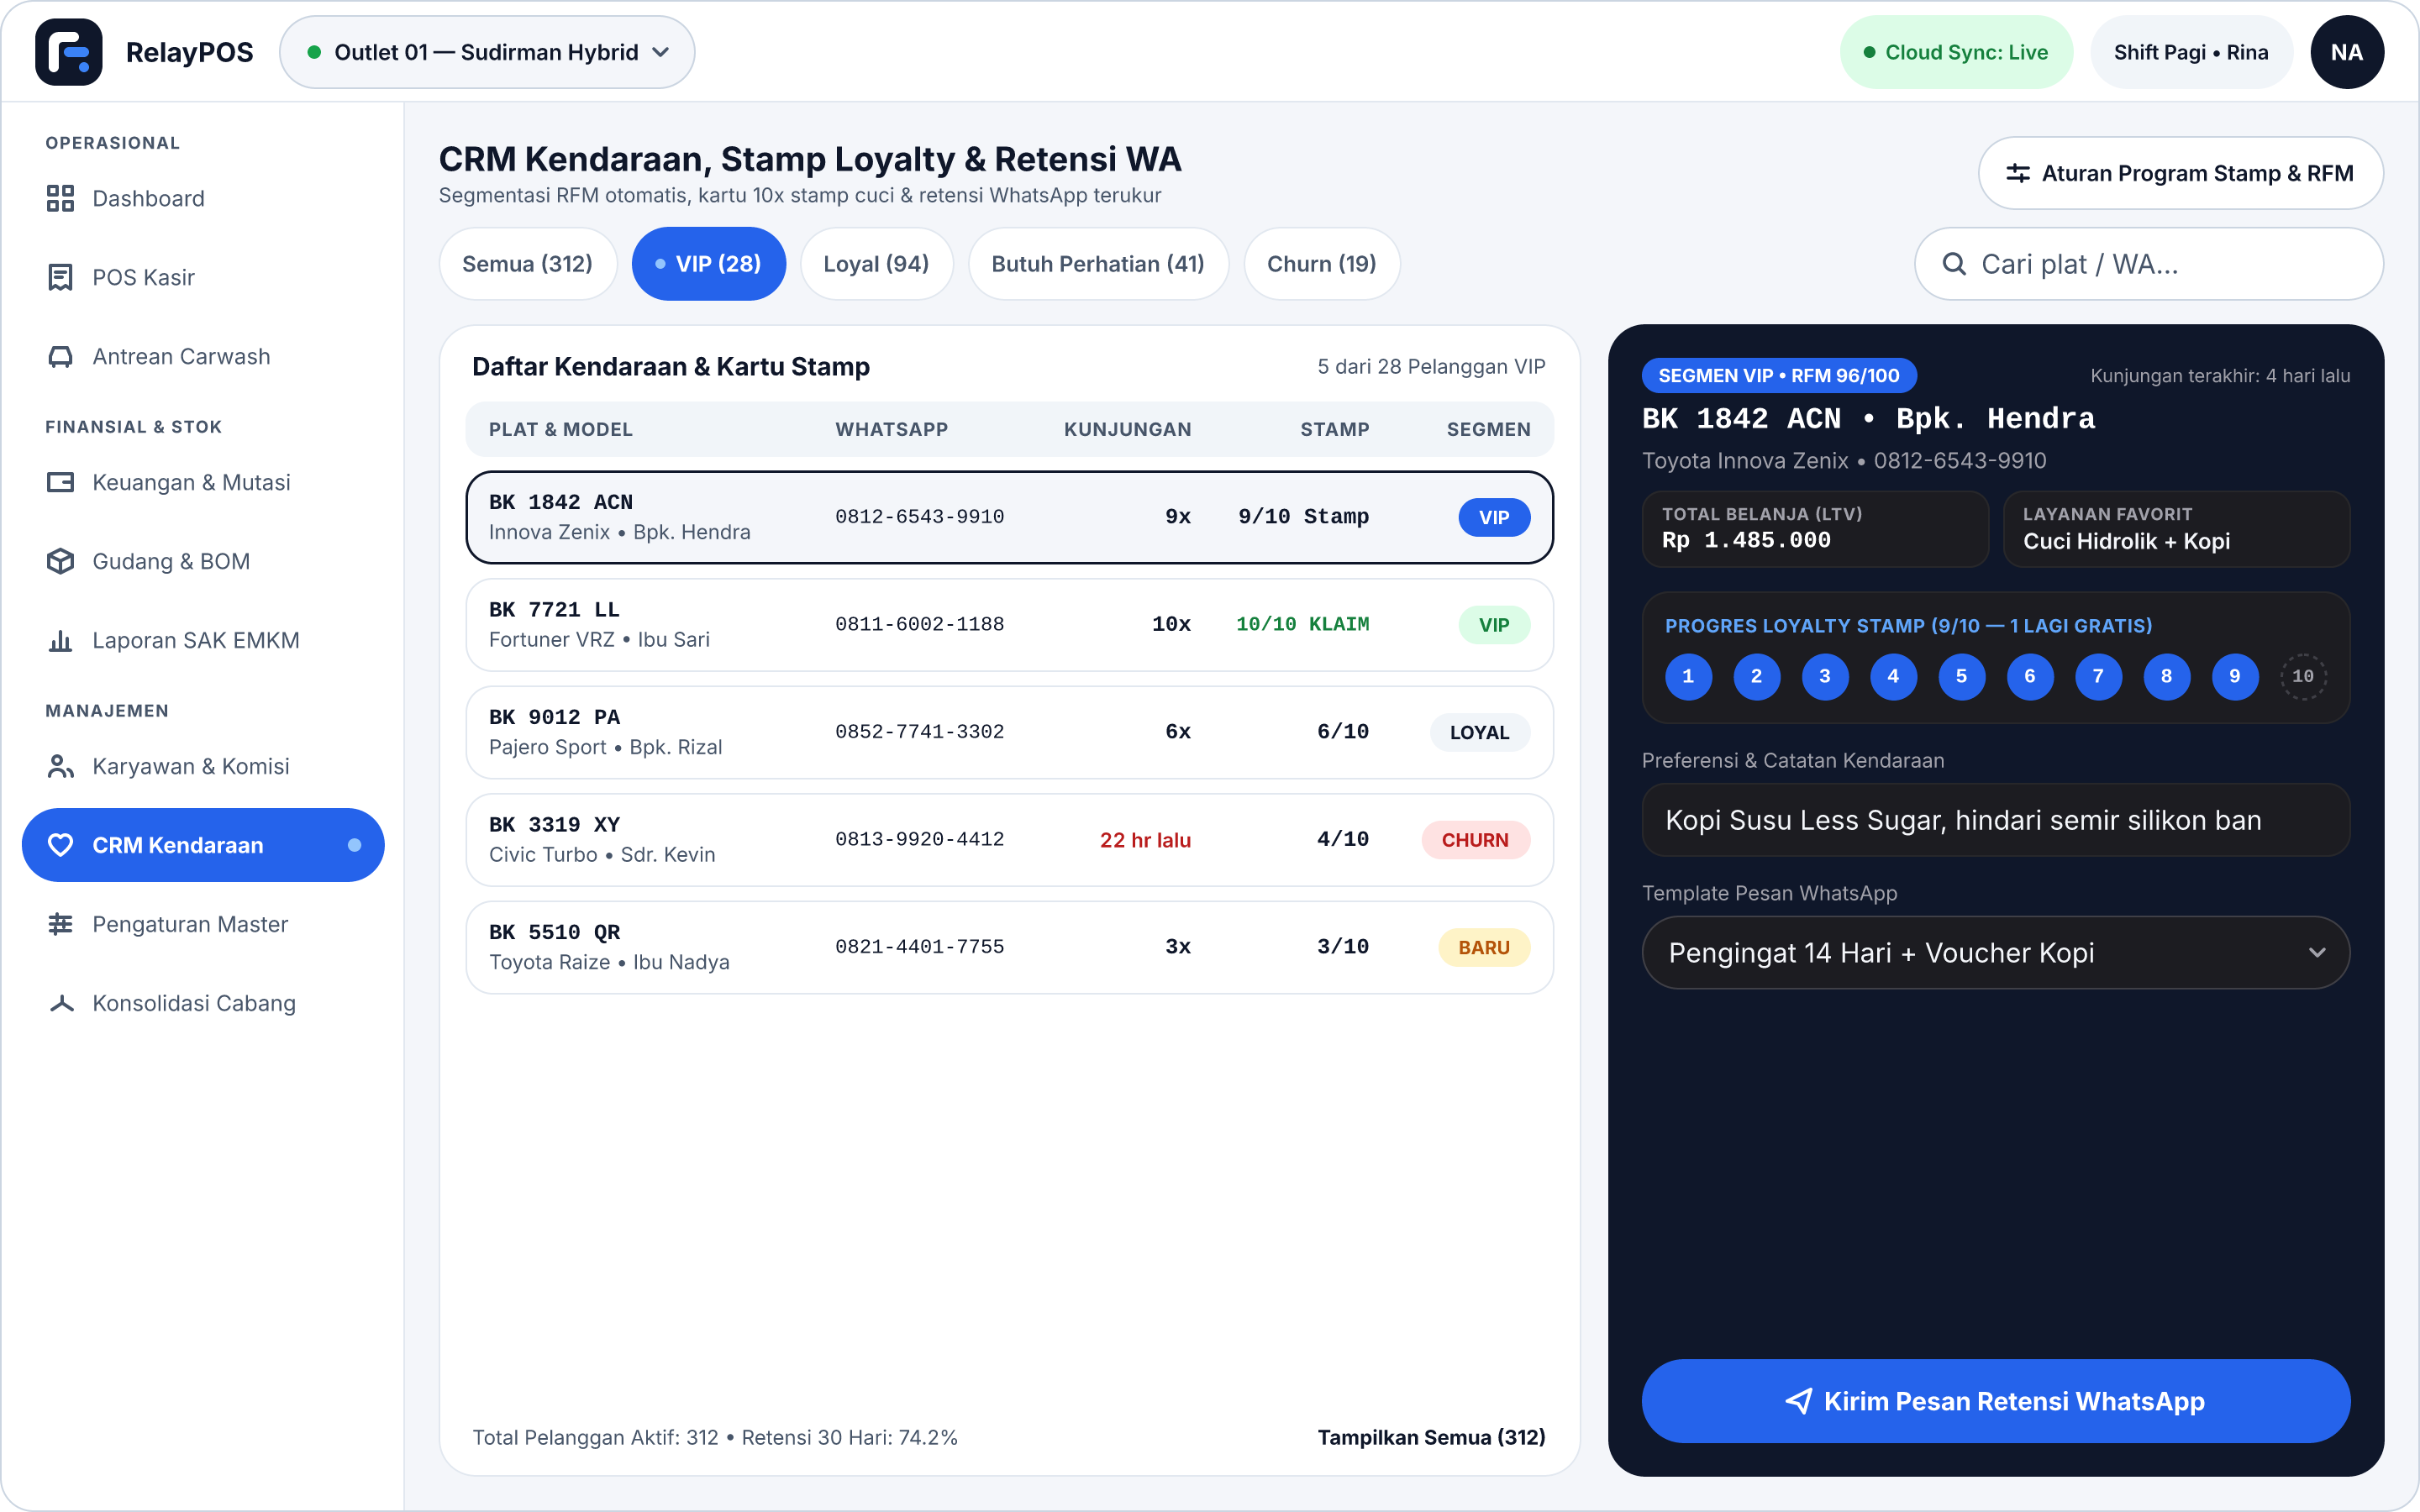 RelayPOS
Outlet 01 — Sudirman Hybrid
Cloud Sync: Live
Shift Pagi • Rina
NA
OPERASIONAL
Dashboard
POS Kasir
Antrean Carwash
FINANSIAL & STOK
Keuangan & Mutasi
Gudang & BOM
Laporan SAK EMKM
MANAJEMEN
Karyawan & Komisi
CRM Kendaraan
Pengaturan Master
Konsolidasi Cabang
CRM Kendaraan, Stamp Loyalty & Retensi WA
Segmentasi RFM otomatis, kartu 10x stamp cuci & retensi WhatsApp terukur
Aturan Program Stamp & RFM
Semua (312)
VIP (28)
Loyal (94)
Butuh Perhatian (41)
Churn (19)
Cari plat / WA...
Daftar Kendaraan & Kartu Stamp
5 dari 28 Pelanggan VIP
PLAT & MODEL WHATSAPP KUNJUNGAN STAMP SEGMEN
BK 1842 ACN
Innova Zenix • Bpk. Hendra
0812-6543-9910 9x 9/10 Stamp VIP
BK 7721 LL
Fortuner VRZ • Ibu Sari
0811-6002-1188 10x 10/10 KLAIM VIP
BK 9012 PA
Pajero Sport • Bpk. Rizal
0852-7741-3302 6x 6/10 LOYAL
BK 3319 XY
Civic Turbo • Sdr. Kevin
0813-9920-4412 22 hr lalu 4/10 CHURN
BK 5510 QR
Toyota Raize • Ibu Nadya
0821-4401-7755 3x 3/10 BARU
Total Pelanggan Aktif: 312 • Retensi 30 Hari: 74.2%
Tampilkan Semua (312)
SEGMEN VIP • RFM 96/100
Kunjungan terakhir: 4 hari lalu
BK 1842 ACN • Bpk. Hendra
Toyota Innova Zenix • 0812-6543-9910
TOTAL BELANJA (LTV)
Rp 1.485.000
LAYANAN FAVORIT
Cuci Hidrolik + Kopi
PROGRES LOYALTY STAMP (9/10 — 1 LAGI GRATIS)
1 2 3 4 5 6 7 8 9 10
Preferensi & Catatan Kendaraan
Kopi Susu Less Sugar, hindari semir silikon ban
Template Pesan WhatsApp
Pengingat 14 Hari + Voucher Kopi
Kirim Pesan Retensi WhatsApp